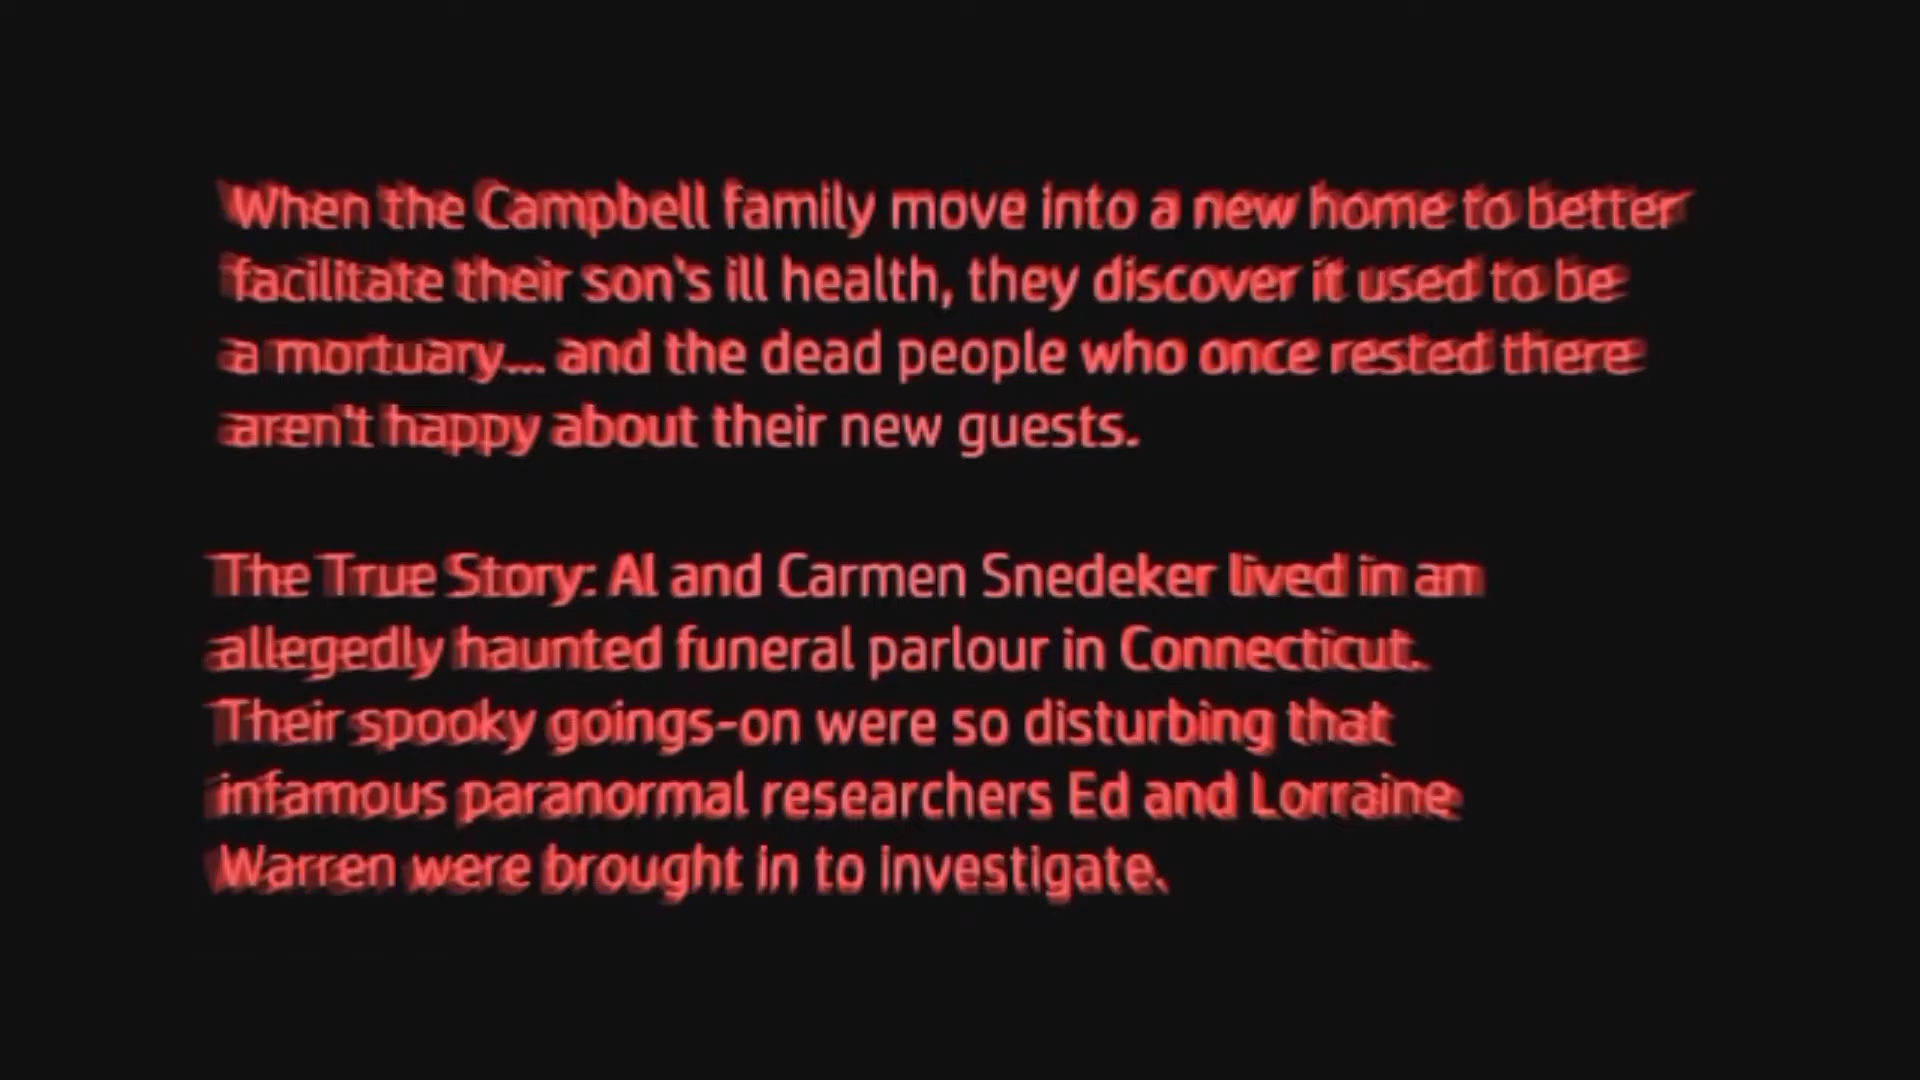 When the Campbell family move into a new home to better
facilitate their son's ill health, they discover it used to be
a mortuary... and the dead people who once rested there
aren't happy about their new guests.
The True Story: Al and Carmen Snedeker lived in an
allegedly haunted funeral parlour in Connecticut.
Their spooky goings-on were so disturbing that
infamous paranormal researchers Ed and Lorraine
Warren were brought in to investigate.